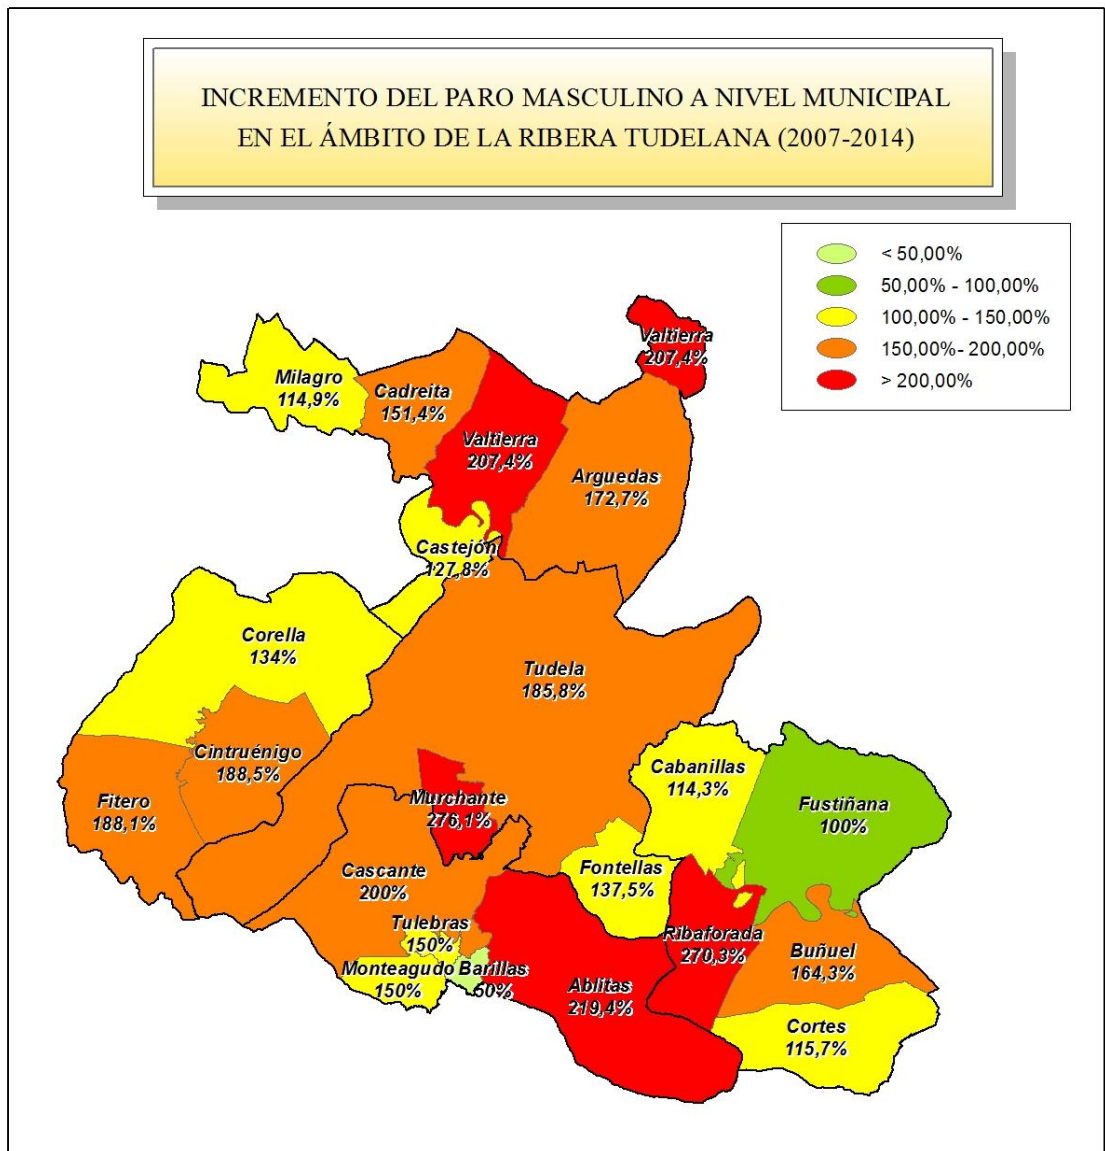 INCREMENTO DEL PARO MASCULINO A NIVEL MUNICIPAL
EN EL ÁMBITO DE LA RIBERA TUDELANA (2007-2014)
< 50,00%
50,00% - 100,00%
100,00% - 150,00%
150,00%- 200,00%
> 200,00%
Valtierra
207,4%
Milagro
114,9%
Cadreita
151,4%
Valtierra
207,4%
Arguedas
172,7%
Castejón
127,8%
Corella
134%
Tudela
185,8%
Cintruénigo
188,5%
Cabanillas
114,3%
Fitero
188,1%
Murchante
276,1%
Fustiñana
100%
Cascante
200%
Fontellas
137,5%
Tulebras
150%
Ribaforada
270,3%
Buñuel
164,3%
Monteagudo
150%
Barillas
50%
Ablitas
219,4%
Cortes
115,7%